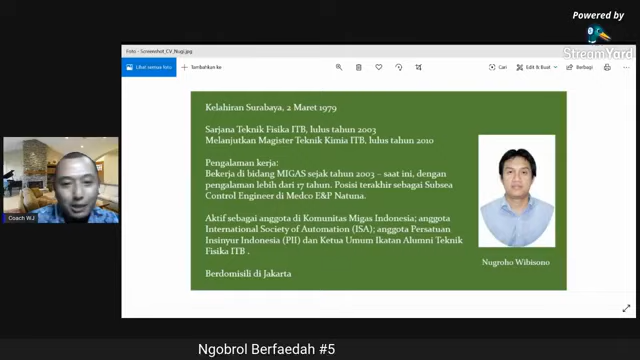 Powered by
StreamYard
Foto - Screenshot_CV_Nugi.jpg
Lihat semua foto
Tambahkan ke
Cari
Edit & Buat
Berbagi
Kelahiran Surabaya, 2 Maret 1979
Sarjana Teknik Fisika ITB, lulus tahun 2003
Melanjutkan Magister Teknik Kimia ITB, lulus tahun 2010
Pengalaman kerja:
Bekerja di bidang MIGAS sejak tahun 2003 – saat ini, dengan
pengalaman lebih dari 17 tahun. Posisi terakhir sebagai Subsea
Control Engineer di Medco E&P Natuna.
Aktif sebagai anggota di Komunitas Migas Indonesia; anggota
International Society of Automation (ISA); anggota Persatuan
Insinyur Indonesia (PII) dan Ketua Umum Ikatan Alumni Teknik
Fisika ITB .
Berdomisili di Jakarta
Nugroho Wibisono
Coach WJ
Ngobrol Berfaedah #5